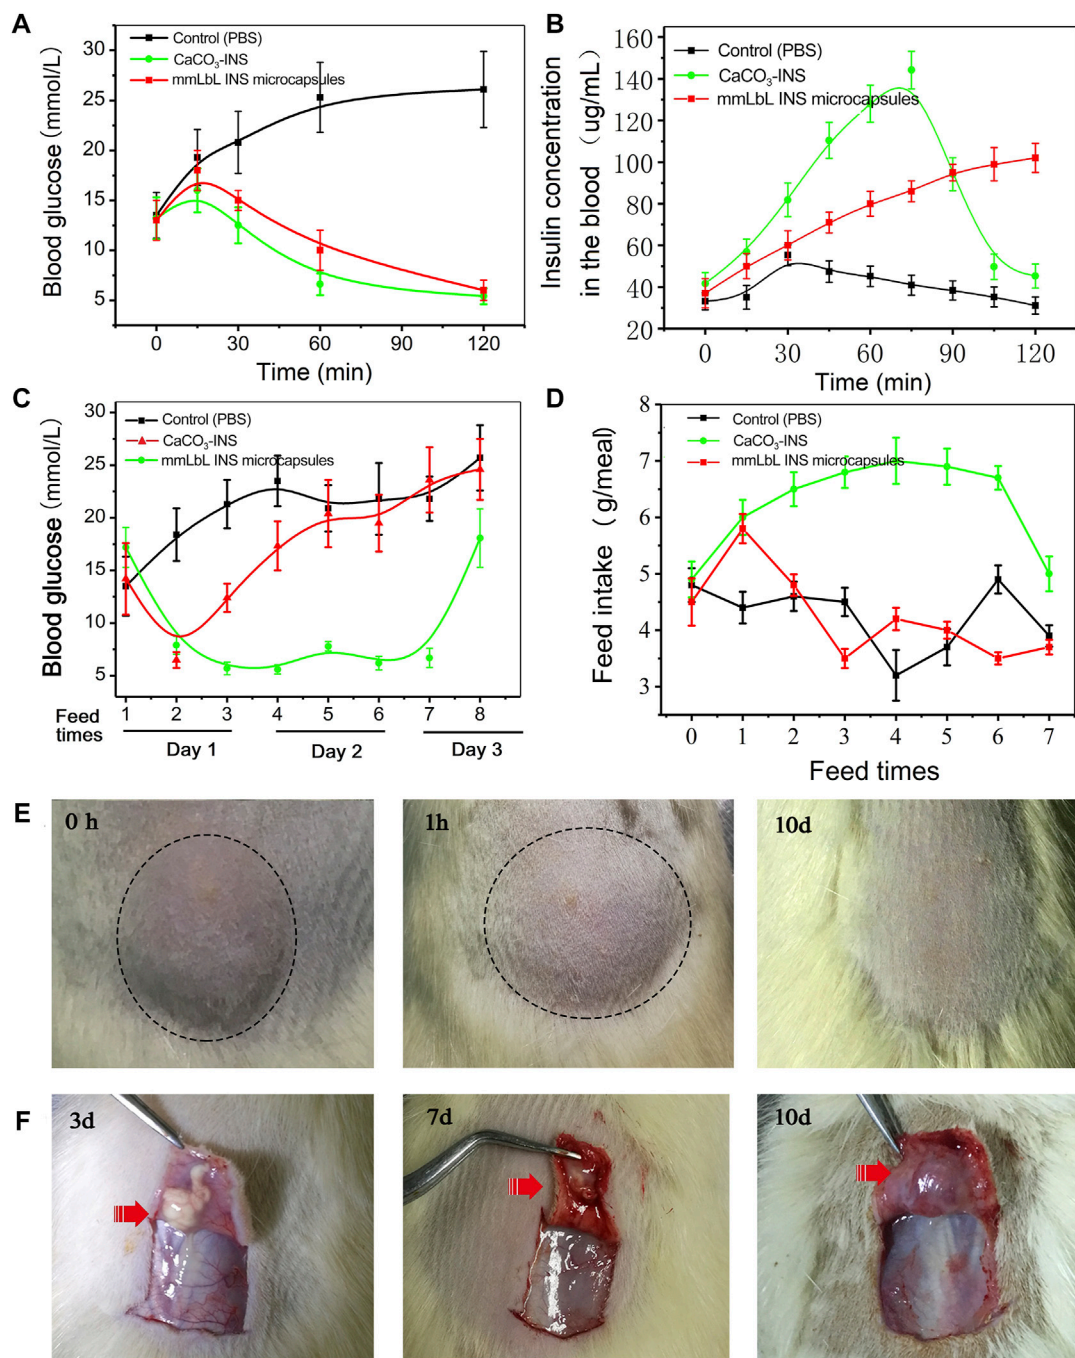 A
Blood glucose (mmol/L)
30
25
20
15
10
5
Control (PBS)
CaCO₃-INS
mmLbL INS microcapsules
0 30 60 90 120
Time (min)
B
Insulin concentration
in the blood (ug/mL)
160
140
120
100
80
60
40
20
Control (PBS)
CaCO₃-INS
mmLbL INS microcapsules
0 30 60 90 120
Time (min)
C
Blood glucose (mmol/L)
30
25
20
15
10
5
Control (PBS)
CaCO₃-INS
mmLbL INS microcapsules
Feed
times
1 2 3 4 5 6 7 8
Day 1 Day 2 Day 3
D
Feed intake (g/meal)
8
7
6
5
4
3
Control (PBS)
CaCO₃-INS
mmLbL INS microcapsules
0 1 2 3 4 5 6 7
Feed times
E
0 h
1h
10d
F
3d
7d
10d